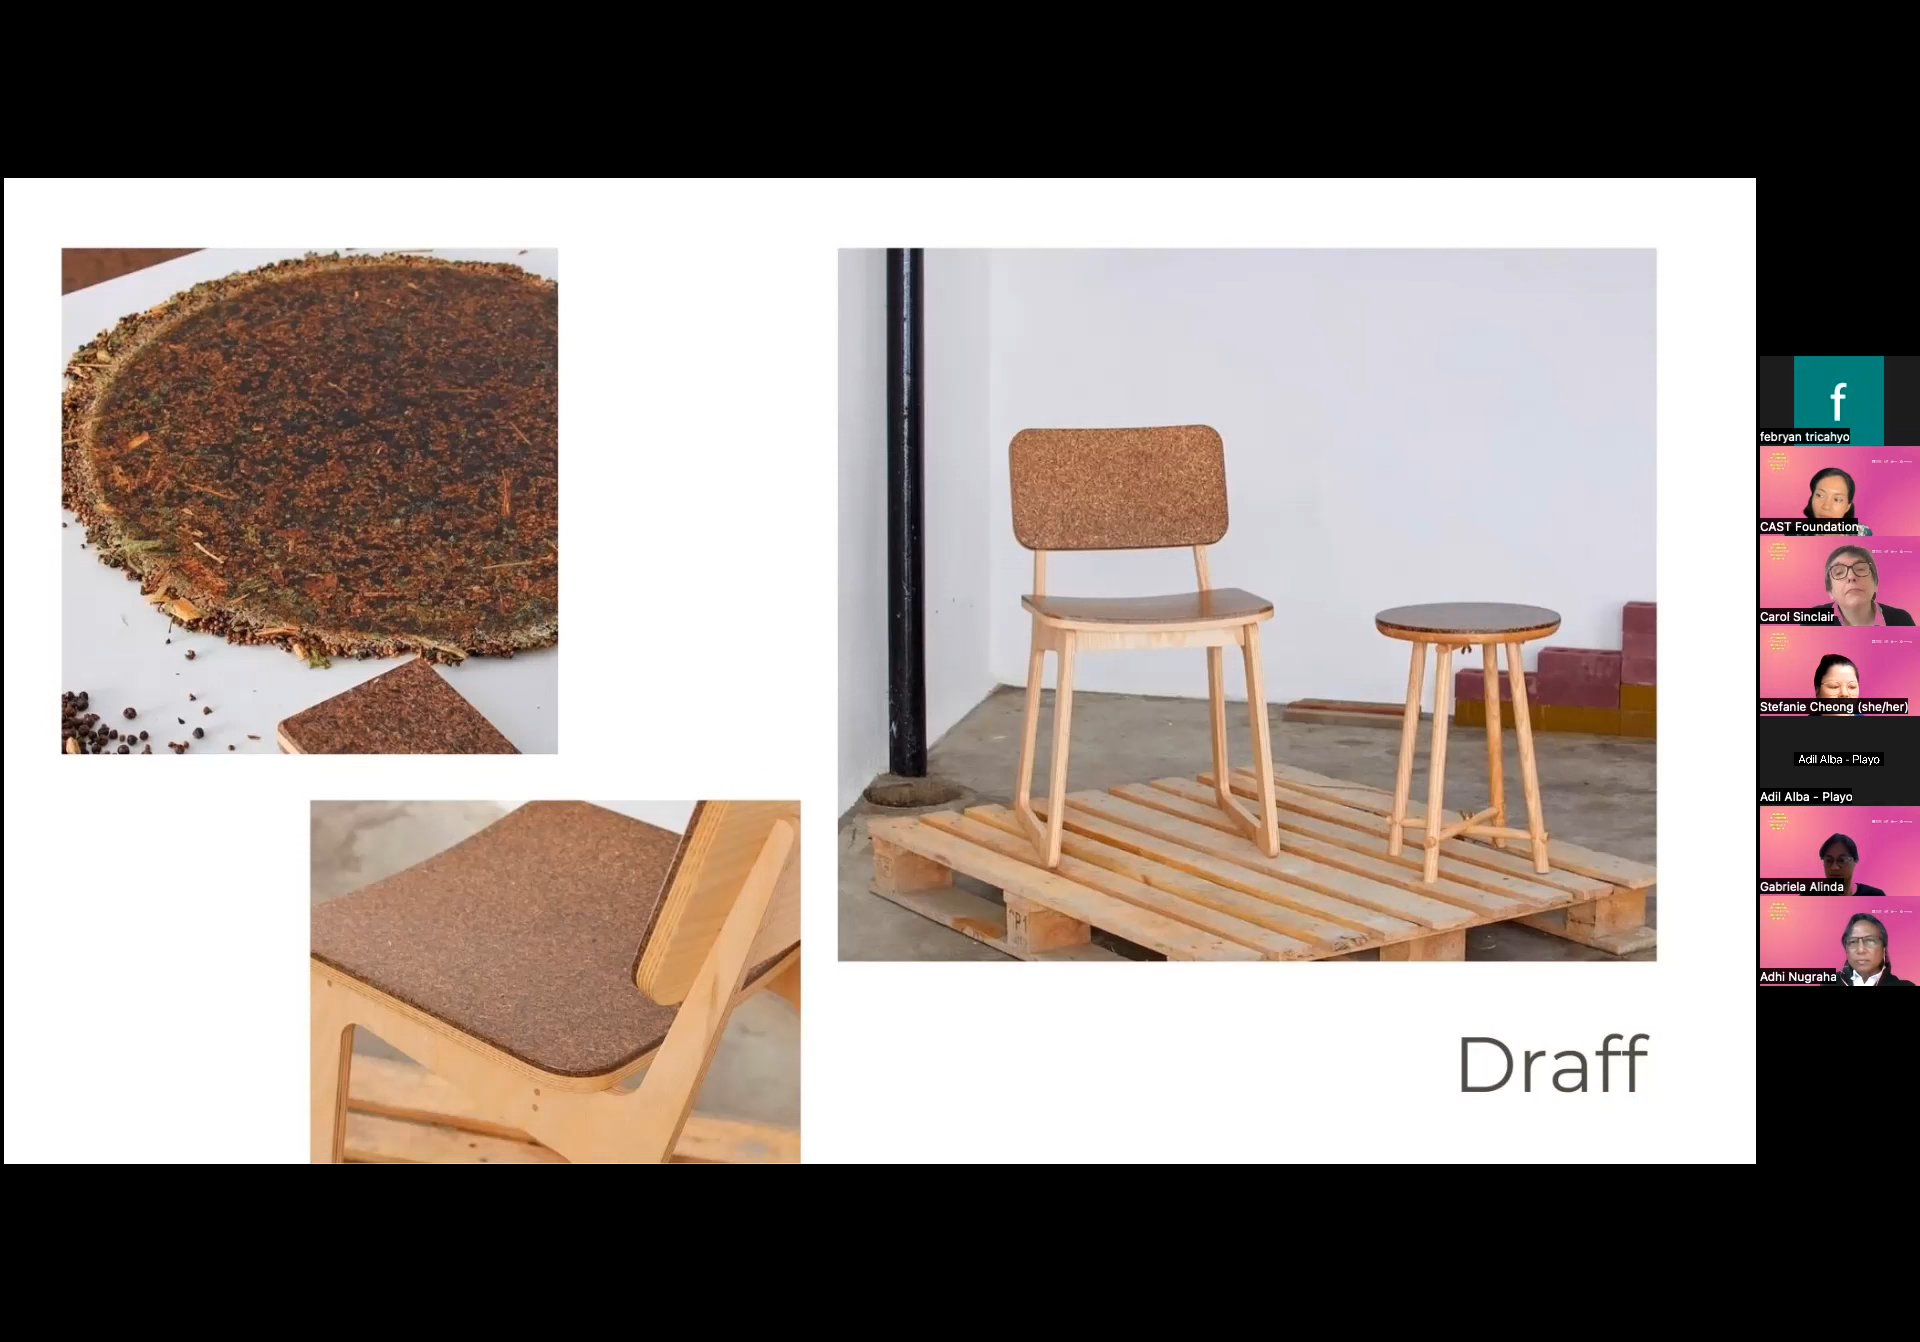 Draff
CP1
f
febryan tricahyo
CAST Foundation
Carol Sinclair
Stefanie Cheong (she/her)
Adil Alba - Playo
Adil Alba - Playo
Gabriela Alinda
Adhi Nugraha